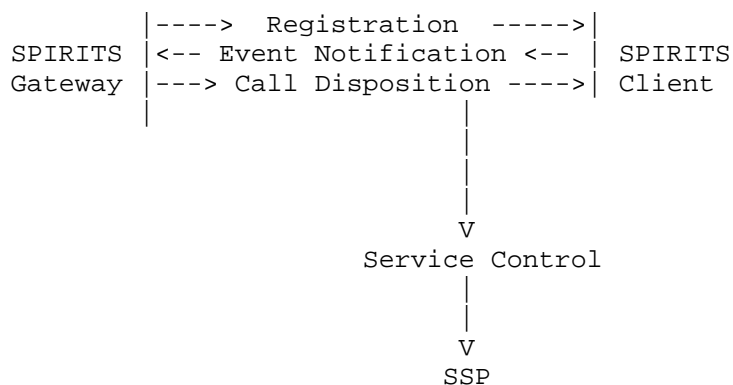 |----> Registration ----->|
SPIRITS |<-- Event Notification <-- | SPIRITS
Gateway |---> Call Disposition ---->| Client
| |
|
|
|
V
Service Control
|
|
V
SSP